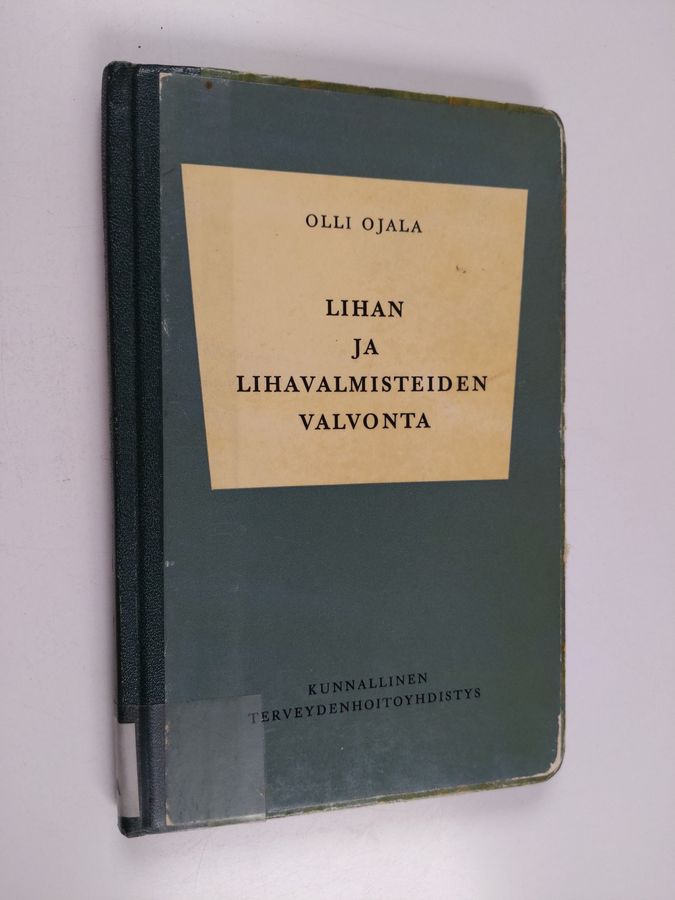 OLLI OJALA
LIHAN
JA
LIHAVALMISTEIDEN
VALVONTA
KUNNALLINEN
TERVEYDENHOITOYHDISTYS